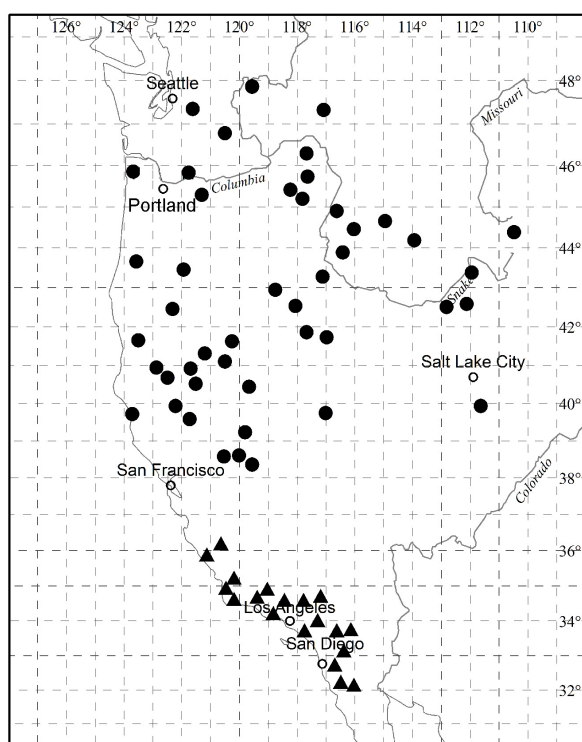 126° 124° 122° 120° 118° 116° 114° 112° 110°
48°
Seattle
Missouri
46°
Columbia
Portland
44°
Snake
42°
Salt Lake City
40°
San Francisco
38°
Colorado
36°
Los Angeles
34°
San Diego
32°